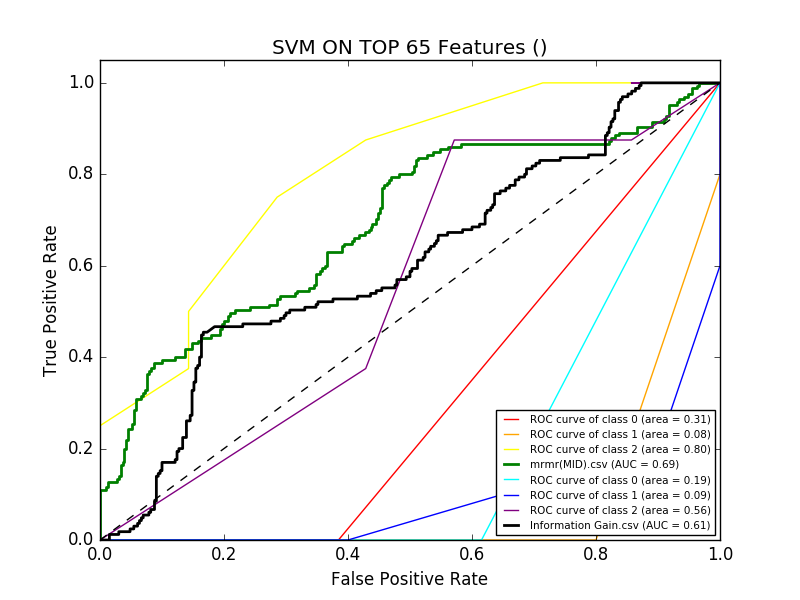 SVM ON TOP 65 Features ()
True Positive Rate
1.0
0.8
0.6
0.4
0.2
0.0
ROC curve of class 0 (area = 0.31)
ROC curve of class 1 (area = 0.08)
ROC curve of class 2 (area = 0.80)
mrmr(MID).csv (AUC = 0.69)
ROC curve of class 0 (area = 0.19)
ROC curve of class 1 (area = 0.09)
ROC curve of class 2 (area = 0.56)
Information Gain.csv (AUC = 0.61)
0.0 0.2 0.4 0.6 0.8 1.0
False Positive Rate